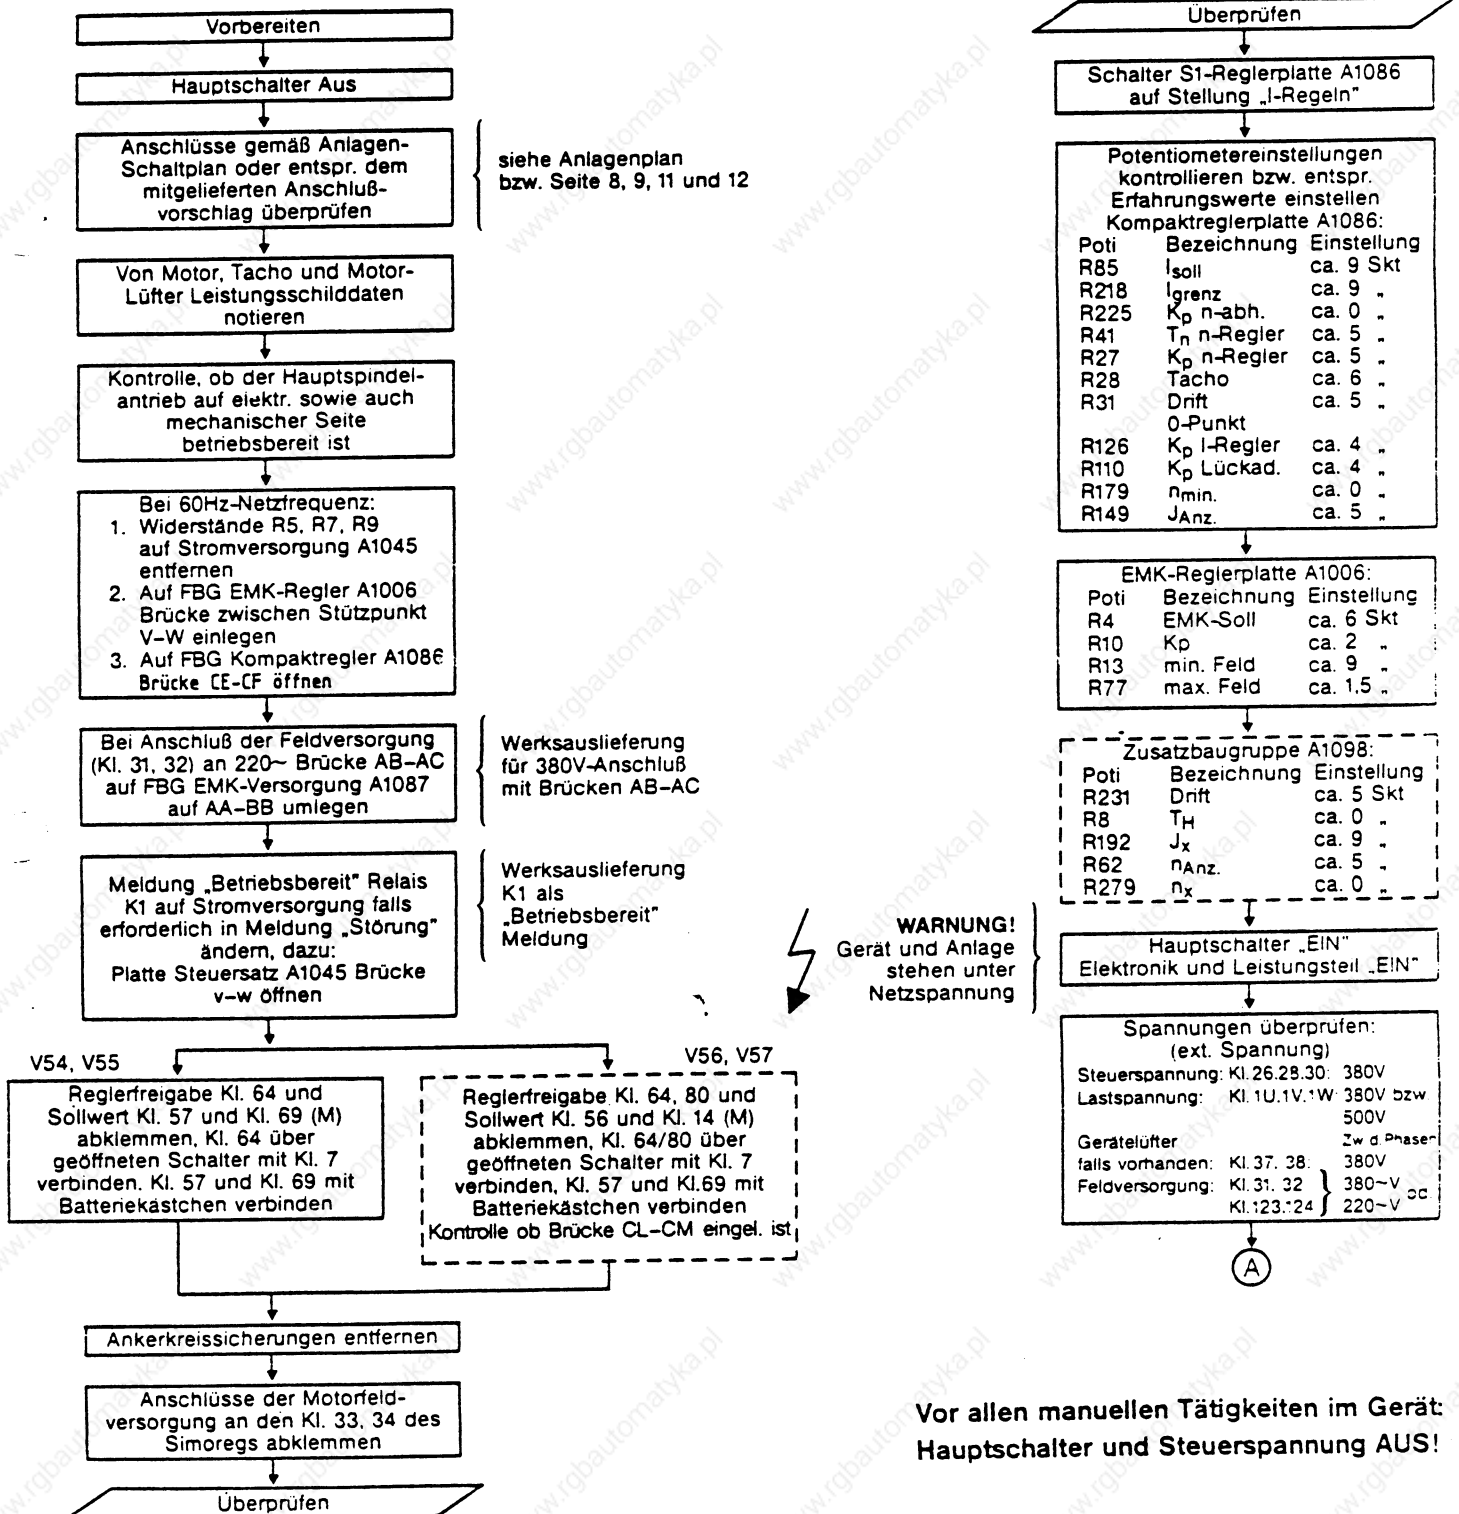 Vorbereiten
Hauptschalter Aus
Anschlüsse gemäß Anlagen-
Schaltplan oder entspr. dem
mitgelieferten Anschluß-
vorschlag überprüfen
siehe Anlagenplan
bzw. Seite 8, 9, 11 und 12
Von Motor, Tacho und Motor-
Lüfter Leistungsschilddaten
notieren
Kontrolle, ob der Hauptspindel-
antrieb auf elektr. sowie auch
mechanischer Seite
betriebsbereit ist
Bei 60Hz-Netzfrequenz:
1. Widerstände R5, R7, R9
auf Stromversorgung A1045
entfernen
2. Auf FBG EMK-Regler A1006
Brücke zwischen Stützpunkt
V–W einlegen
3. Auf FBG Kompaktregler A1086
Brücke CE-CF öffnen
Bei Anschluß der Feldversorgung
(Kl. 31, 32) an 220~ Brücke AB–AC
auf FBG EMK-Versorgung A1087
auf AA–BB umlegen
Werksauslieferung
für 380V-Anschluß
mit Brücken AB–AC
Meldung „Betriebsbereit" Relais
K1 auf Stromversorgung falls
erforderlich in Meldung „Störung"
ändern, dazu:
Platte Steuersatz A1045 Brücke
v–w öffnen
Werksauslieferung
K1 als
„Betriebsbereit"
Meldung
V54, V55
Reglerfreigabe Kl. 64 und
Sollwert Kl. 57 und Kl. 69 (M)
abklemmen, Kl. 64 über
geöffneten Schalter mit Kl. 7
verbinden. Kl. 57 und Kl. 69 mit
Batteriekästchen verbinden
V56, V57
Reglerfreigabe Kl. 64, 80 und
Sollwert Kl. 56 und Kl. 14 (M)
abklemmen, Kl. 64/80 über
geöffneten Schalter mit Kl. 7
verbinden, Kl. 57 und Kl.69 mit
Batteriekästchen verbinden
Kontrolle ob Brücke CL–CM eingel. ist
Ankerkreissicherungen entfernen
Anschlüsse der Motorfeld-
versorgung an den Kl. 33, 34 des
Simoregs abklemmen
Überprüfen
Überprüfen
Schalter S1-Reglerplatte A1086
auf Stellung „I-Regeln"
Potentiometereinstellungen
kontrollieren bzw. entspr.
Erfahrungswerte einstellen
Kompaktreglerplatte A1086:
Poti Bezeichnung Einstellung
R85 Isoll ca. 9 Skt
R218 Igrenz ca. 9 „
R225 Kp n-abh. ca. 0 „
R41 Tn n-Regler ca. 5 „
R27 Kp n-Regler ca. 5 „
R28 Tacho ca. 6 „
R31 Drift ca. 5 „
0-Punkt
R126 Kp I-Regler ca. 4 „
R110 Kp Lückad. ca. 4 „
R179 nmin. ca. 0 „
R149 JAnz. ca. 5 „
EMK-Reglerplatte A1006:
Poti Bezeichnung Einstellung
R4 EMK-Soll ca. 6 Skt
R10 Kp ca. 2 „
R13 min. Feld ca. 9 „
R77 max. Feld ca. 1,5 „
Zusatzbaugruppe A1098:
Poti Bezeichnung Einstellung
R231 Drift ca. 5 Skt
R8 TH ca. 0 „
R192 Jx ca. 9 „
R62 nAnz. ca. 5 „
R279 nx ca. 0 „
WARNUNG!
Gerät und Anlage
stehen unter
Netzspannung
Hauptschalter „EIN"
Elektronik und Leistungsteil „EIN"
Spannungen überprüfen:
(ext. Spannung)
Steuerspannung: Kl.26.28.30: 380V
Lastspannung: Kl.1U.1V.1W 380V bzw
500V
Gerätelüfter Zw d.Phasen
falls vorhanden: Kl.37. 38: 380V
Feldversorgung: Kl.31. 32 380~V
Kl.123.124 220~V
A
Vor allen manuellen Tätigkeiten im Gerät:
Hauptschalter und Steuerspannung AUS!
www.rgbautomatyka.pl